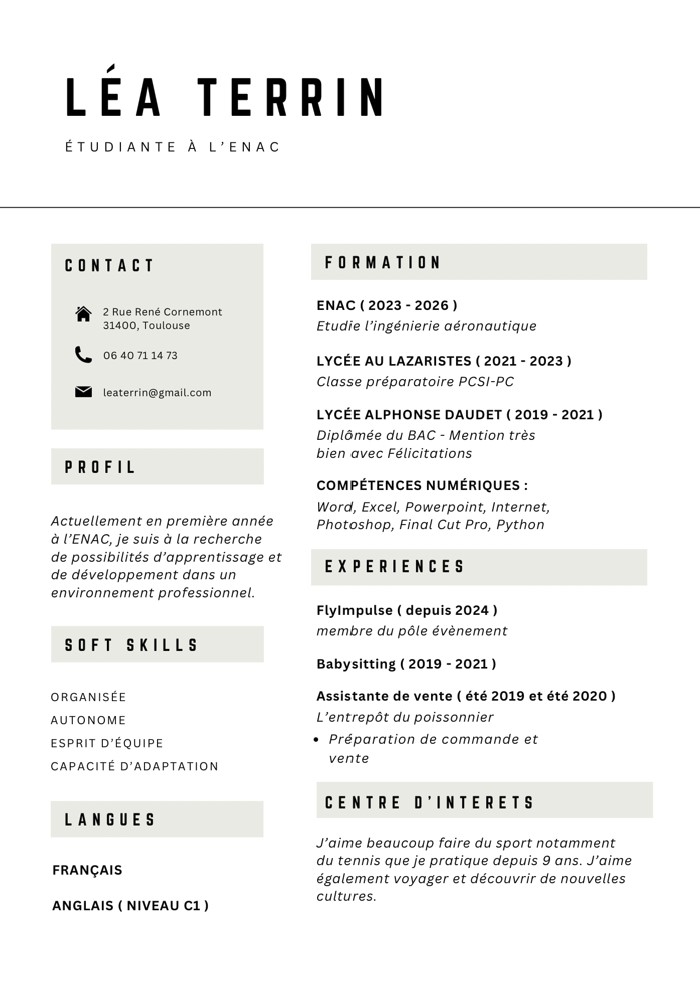 LÉA TERRIN
ÉTUDIANTE À L'ENAC
CONTACT
2 Rue René Cornemont
31400, Toulouse
06 40 71 14 73
leaterrin@gmail.com
PROFIL
Actuellement en première année
à l'ENAC, je suis à la recherche
de possibilités d'apprentissage et
de développement dans un
environnement professionnel.
SOFT SKILLS
ORGANISÉE
AUTONOME
ESPRIT D'ÉQUIPE
CAPACITÉ D'ADAPTATION
LANGUES
FRANÇAIS
ANGLAIS ( NIVEAU C1 )
FORMATION
ENAC ( 2023 - 2026 )
Etudie l'ingénierie aéronautique
LYCÉE AU LAZARISTES ( 2021 - 2023 )
Classe préparatoire PCSI-PC
LYCÉE ALPHONSE DAUDET ( 2019 - 2021 )
Diplômée du BAC - Mention très
bien avec Félicitations
COMPÉTENCES NUMÉRIQUES :
Word, Excel, Powerpoint, Internet,
Photoshop, Final Cut Pro, Python
EXPERIENCES
FlyImpulse ( depuis 2024 )
membre du pôle évènement
Babysitting ( 2019 - 2021 )
Assistante de vente ( été 2019 et été 2020 )
L'entrepôt du poissonnier
• Préparation de commande et
vente
CENTRE D'INTERETS
J'aime beaucoup faire du sport notamment
du tennis que je pratique depuis 9 ans. J'aime
également voyager et découvrir de nouvelles
cultures.